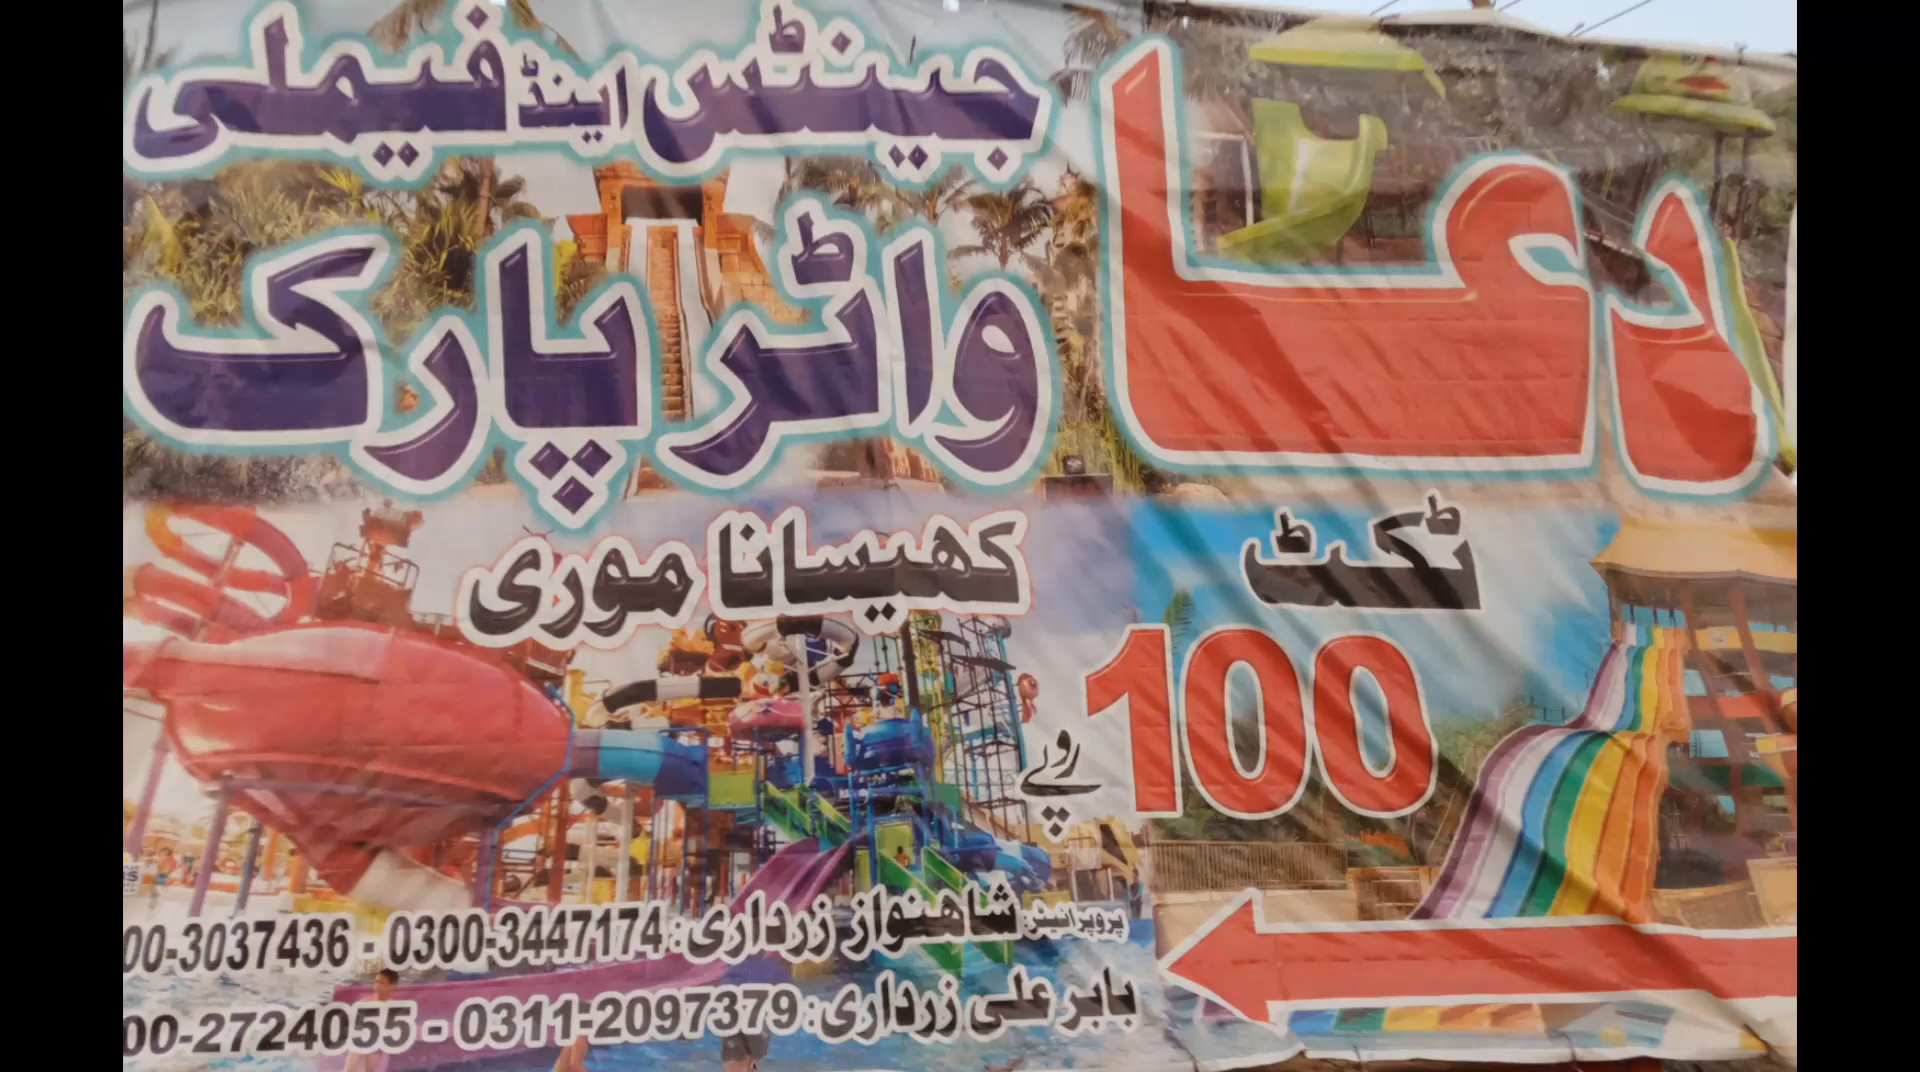 دعا
جینٹس اینڈ فیملی
واٹر پارک
کھیسانا موری
ٹکٹ
100 روپے
پروپرائیٹر: شاھنواز زرداری: 0300-3447174 - 00-3037436
بابر علی زرداری: 0311-2097379 - 00-2724055